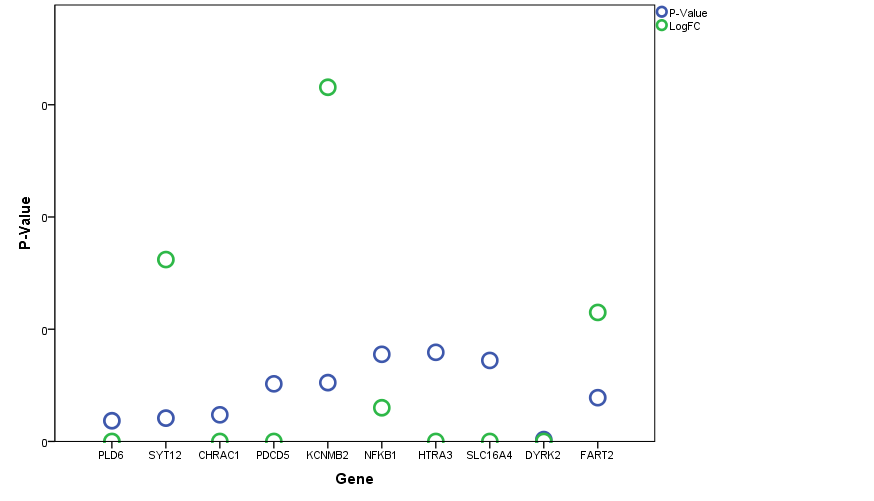 P-Value
LogFC
P-Value
0
0
0
0
PLD6 SYT12 CHRAC1 PDCD5 KCNMB2 NFKB1 HTRA3 SLC16A4 DYRK2 FART2
Gene